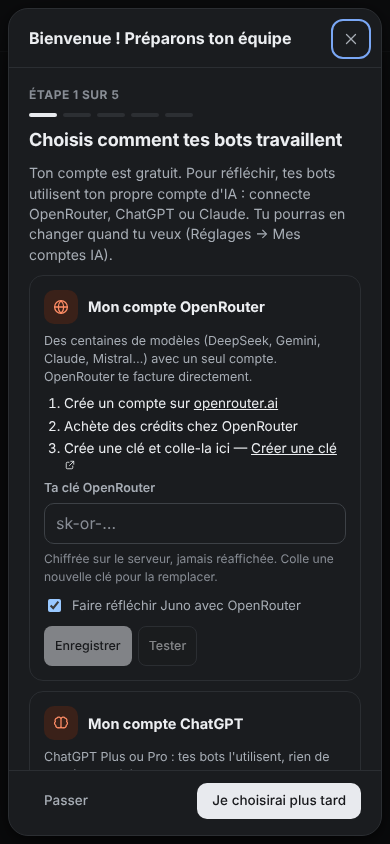 Bienvenue ! Préparons ton équipe
ÉTAPE 1 SUR 5
Choisis comment tes bots travaillent
Ton compte est gratuit. Pour réfléchir, tes bots
utilisent ton propre compte d'IA : connecte
OpenRouter, ChatGPT ou Claude. Tu pourras en
changer quand tu veux (Réglages → Mes
comptes IA).
Mon compte OpenRouter
Des centaines de modèles (DeepSeek, Gemini,
Claude, Mistral...) avec un seul compte.
OpenRouter te facture directement.
1. Crée un compte sur openrouter.ai
2. Achète des crédits chez OpenRouter
3. Crée une clé et colle-la ici — Créer une clé
Ta clé OpenRouter
sk-or-...
Chiffrée sur le serveur, jamais réaffichée. Colle une
nouvelle clé pour la remplacer.
Faire réfléchir Juno avec OpenRouter
Enregistrer
Tester
Mon compte ChatGPT
ChatGPT Plus ou Pro : tes bots l'utilisent, rien de
Passer
Je choisirai plus tard